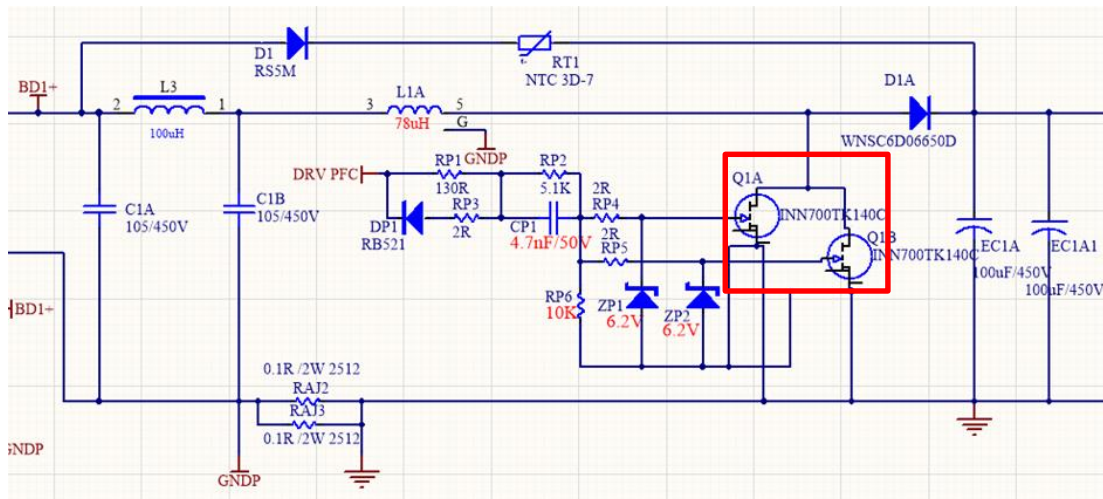 D1
RS5M
RT1
NTC 3D-7
BD1+
2
L3
1
100uH
3
L1A
5
78uH
G
GNDP
D1A
WNSC6D06650D
DRV PFC
RP1
130R
RP2
5.1K
C1A
105/450V
C1B
105/450V
DP1
RB521
RP3
2R
CP1
4.7nF/50V
2R
RP4
2R
RP5
Q1A
INN700TK140C
Q1B
INN700TK140C
EC1A
100uF/450V
EC1A1
100uF/450V
BD1+
RP6
10K
ZP1
6.2V
ZP2
6.2V
0.1R /2W 2512
RAJ2
RAJ3
0.1R /2W 2512
GNDP
GNDP